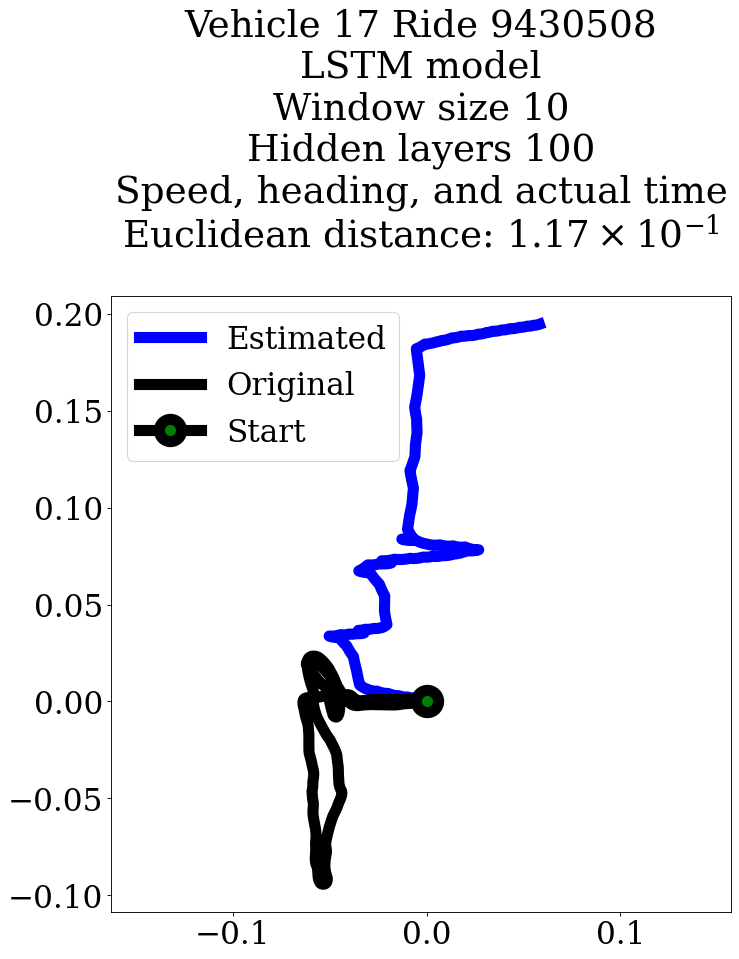 Vehicle 17 Ride 9430508
LSTM model
Window size 10
Hidden layers 100
Speed, heading, and actual time
Euclidean distance: 1.17 × 10⁻¹
Estimated
Original
Start
0.20
0.15
0.10
0.05
0.00
−0.05
−0.10
−0.1 0.0 0.1